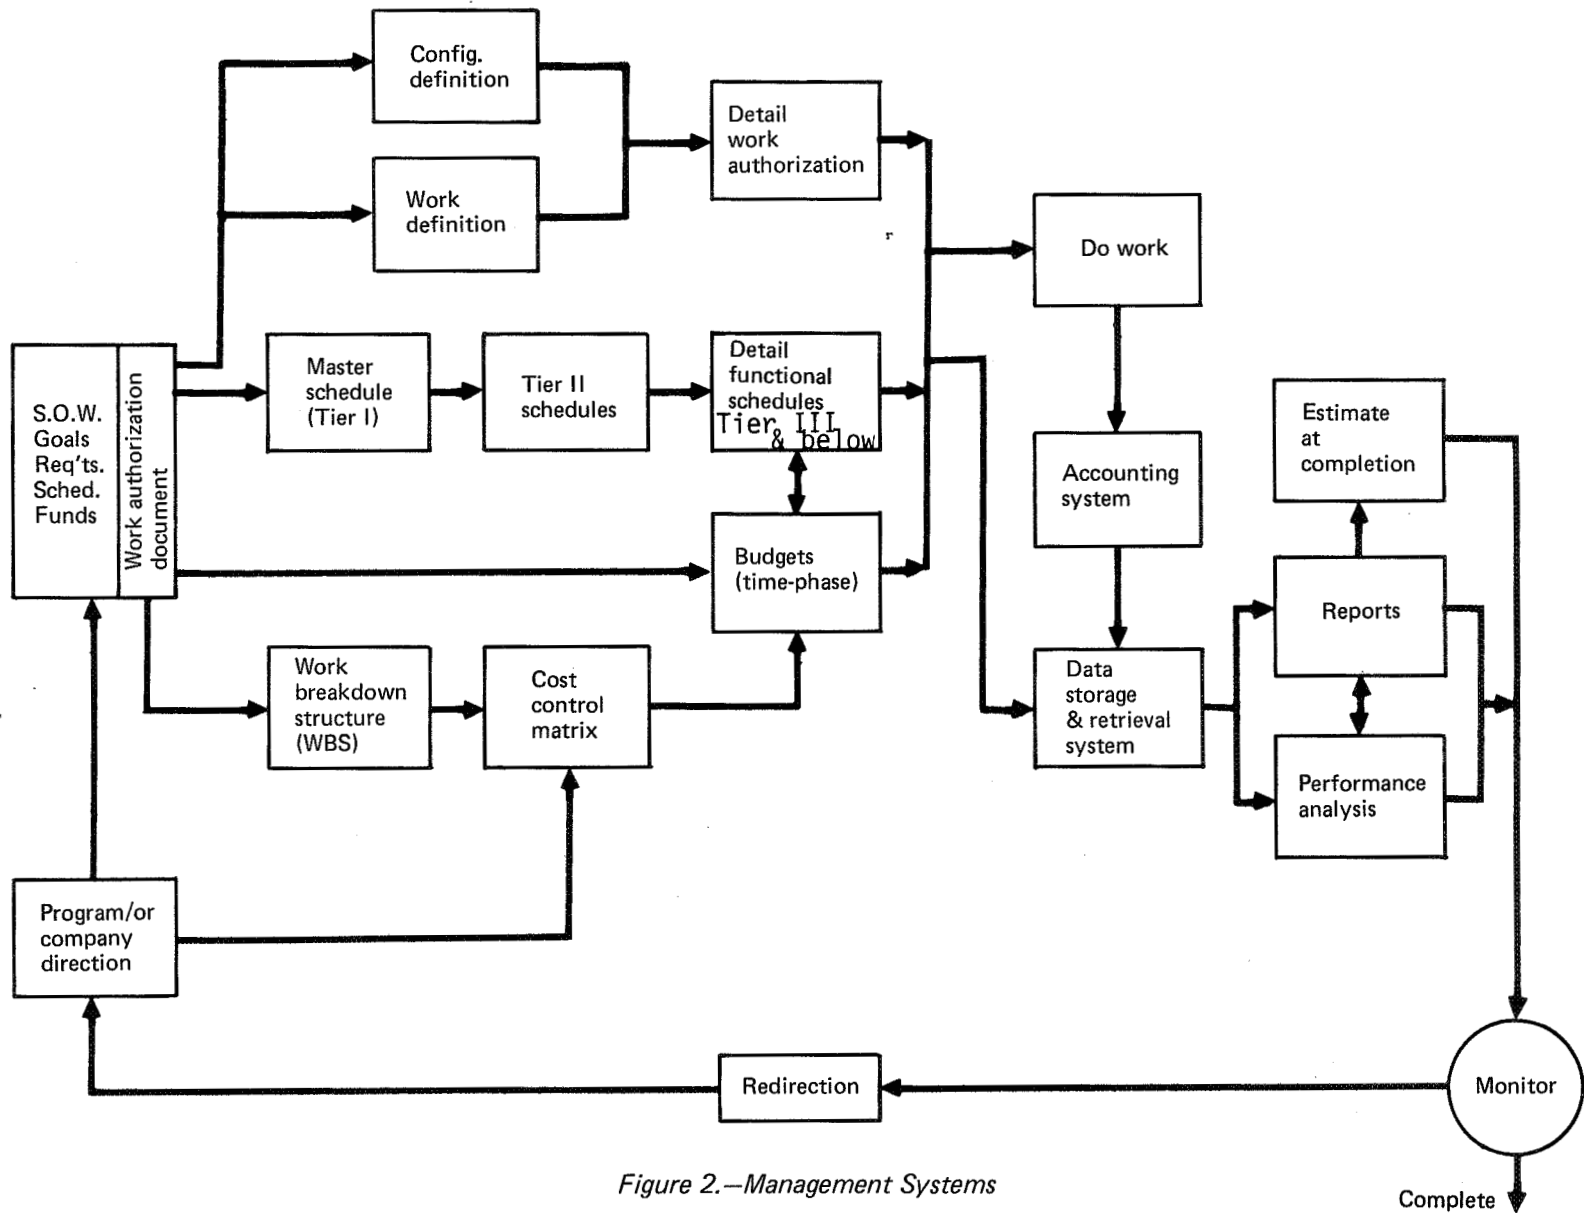 Config.
definition
Work
definition
Detail
work
authorization
Do work
S.O.W.
Goals
Req'ts.
Sched.
Funds
Work authorization
document
Master
schedule
(Tier I)
Tier II
schedules
Detail
functional
schedules
Tier III
& below
Budgets
(time-phase)
Work
breakdown
structure
(WBS)
Cost
control
matrix
Accounting
system
Data
storage
& retrieval
system
Estimate
at
completion
Reports
Performance
analysis
Program/or
company
direction
Redirection
Monitor
Complete
Figure 2.—Management Systems